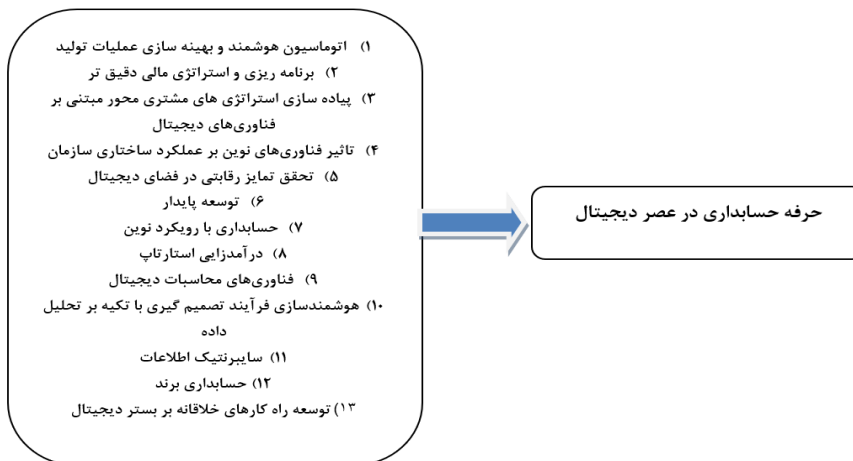 ۱) اتوماسیون هوشمند و بهینه سازی عملیات تولید
۲) برنامه ریزی و استراتژی مالی دقیق تر
۳) پیاده سازی استراتژی های مشتری محور مبتنی بر
فناوری‌های دیجیتال
۴) تاثیر فناوری‌های نوین بر عملکرد ساختاری سازمان
۵) تحقق تمایز رقابتی در فضای دیجیتال
۶) توسعه پایدار
۷) حسابداری با رویکرد نوین
۸) درآمدزایی استارتاپ
۹) فناوری‌های محاسبات دیجیتال
۱۰) هوشمندسازی فرآیند تصمیم گیری با تکیه بر تحلیل
داده
۱۱) سایبرنتیک اطلاعات
۱۲) حسابداری برند
۱۳) توسعه راه کارهای خلاقانه بر بستر دیجیتال
حرفه حسابداری در عصر دیجیتال